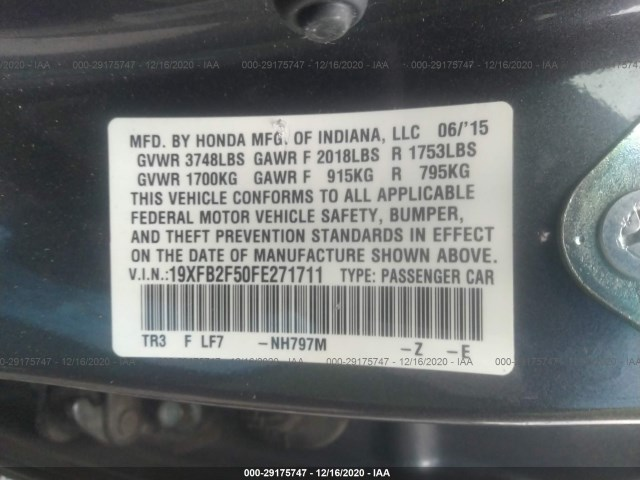 000-29175747 - 12/16/2020 - IAA 000-29175747 - 12/16/2020 - IAA 000-29175747 - 12/16/2020 - IAA
MFD. BY HONDA MFG. OF INDIANA, LLC 06/'15
GVWR 3748LBS GAWR F 2018LBS R 1753LBS
GVWR 1700KG GAWR F 915KG R 795KG
THIS VEHICLE CONFORMS TO ALL APPLICABLE
FEDERAL MOTOR VEHICLE SAFETY, BUMPER,
AND THEFT PREVENTION STANDARDS IN EFFECT
ON THE DATE OF MANUFACTURE SHOWN ABOVE.
V.I.N.:19XFB2F50FE271711 TYPE: PASSENGER CAR
TR3 F LF7 -NH797M -Z -E
000-29175747 - 12/16/2020 - IAA 000-29175747 - 12/16/2020 - IAA 000-29175747 - 12/16/2020 - IAA
000-29175747 - 12/16/2020 - IAA